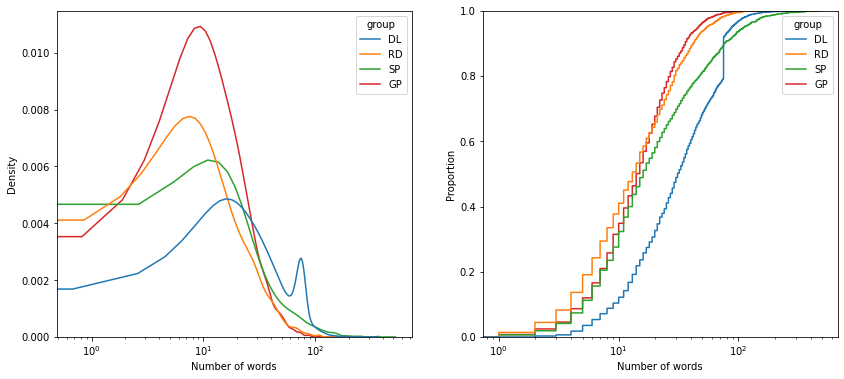 group
DL
RD
SP
GP
0.010
0.008
0.006
0.004
0.002
0.000
Density
10⁰
10¹
10²
Number of words
group
DL
RD
SP
GP
1.0
0.8
0.6
0.4
0.2
0.0
Proportion
10⁰
10¹
10²
Number of words